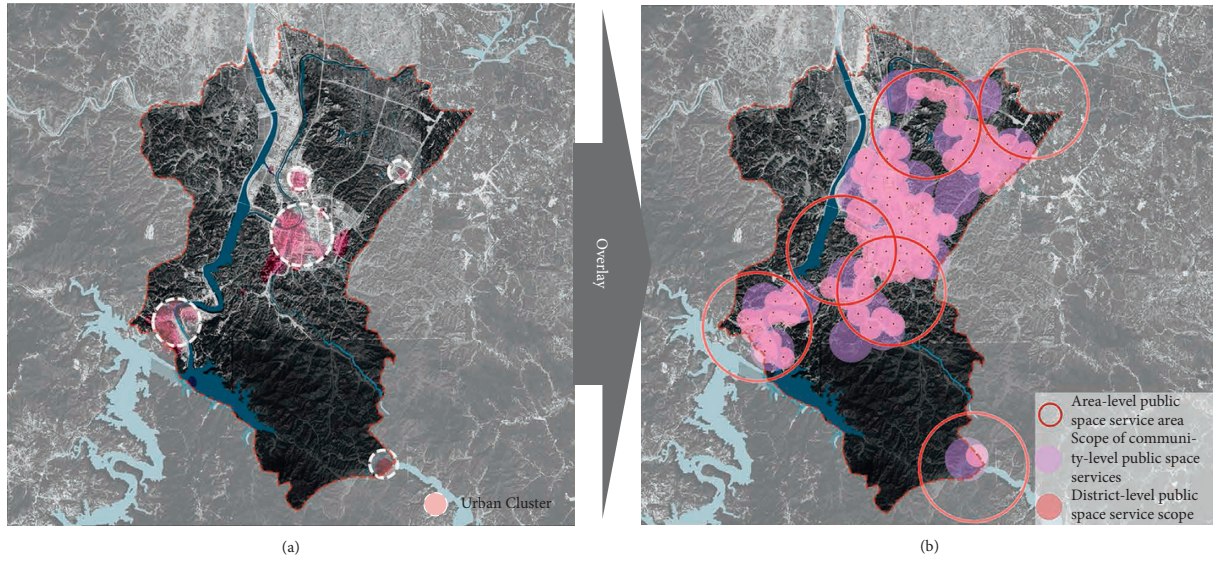 Urban Cluster
(a)
Overlay
Area-level public
space service area
Scope of communi-
ty-level public space
services
District-level public
space service scope
(b)